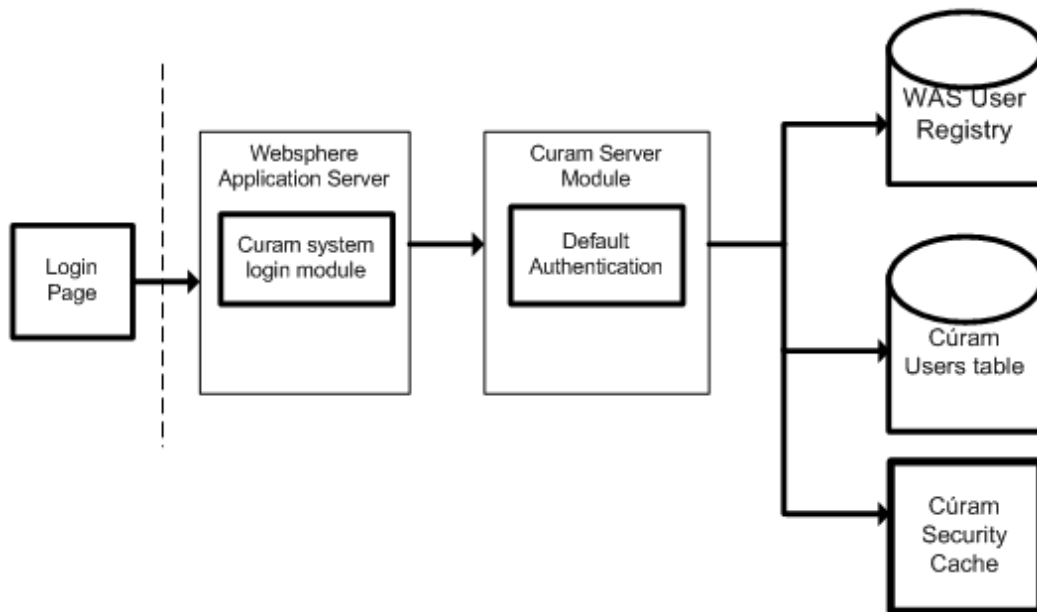 Login
Page
Websphere
Application Server
Curam system
login module
Curam Server
Module
Default
Authentication
WAS User
Registry
Cúram
Users table
Cúram
Security
Cache